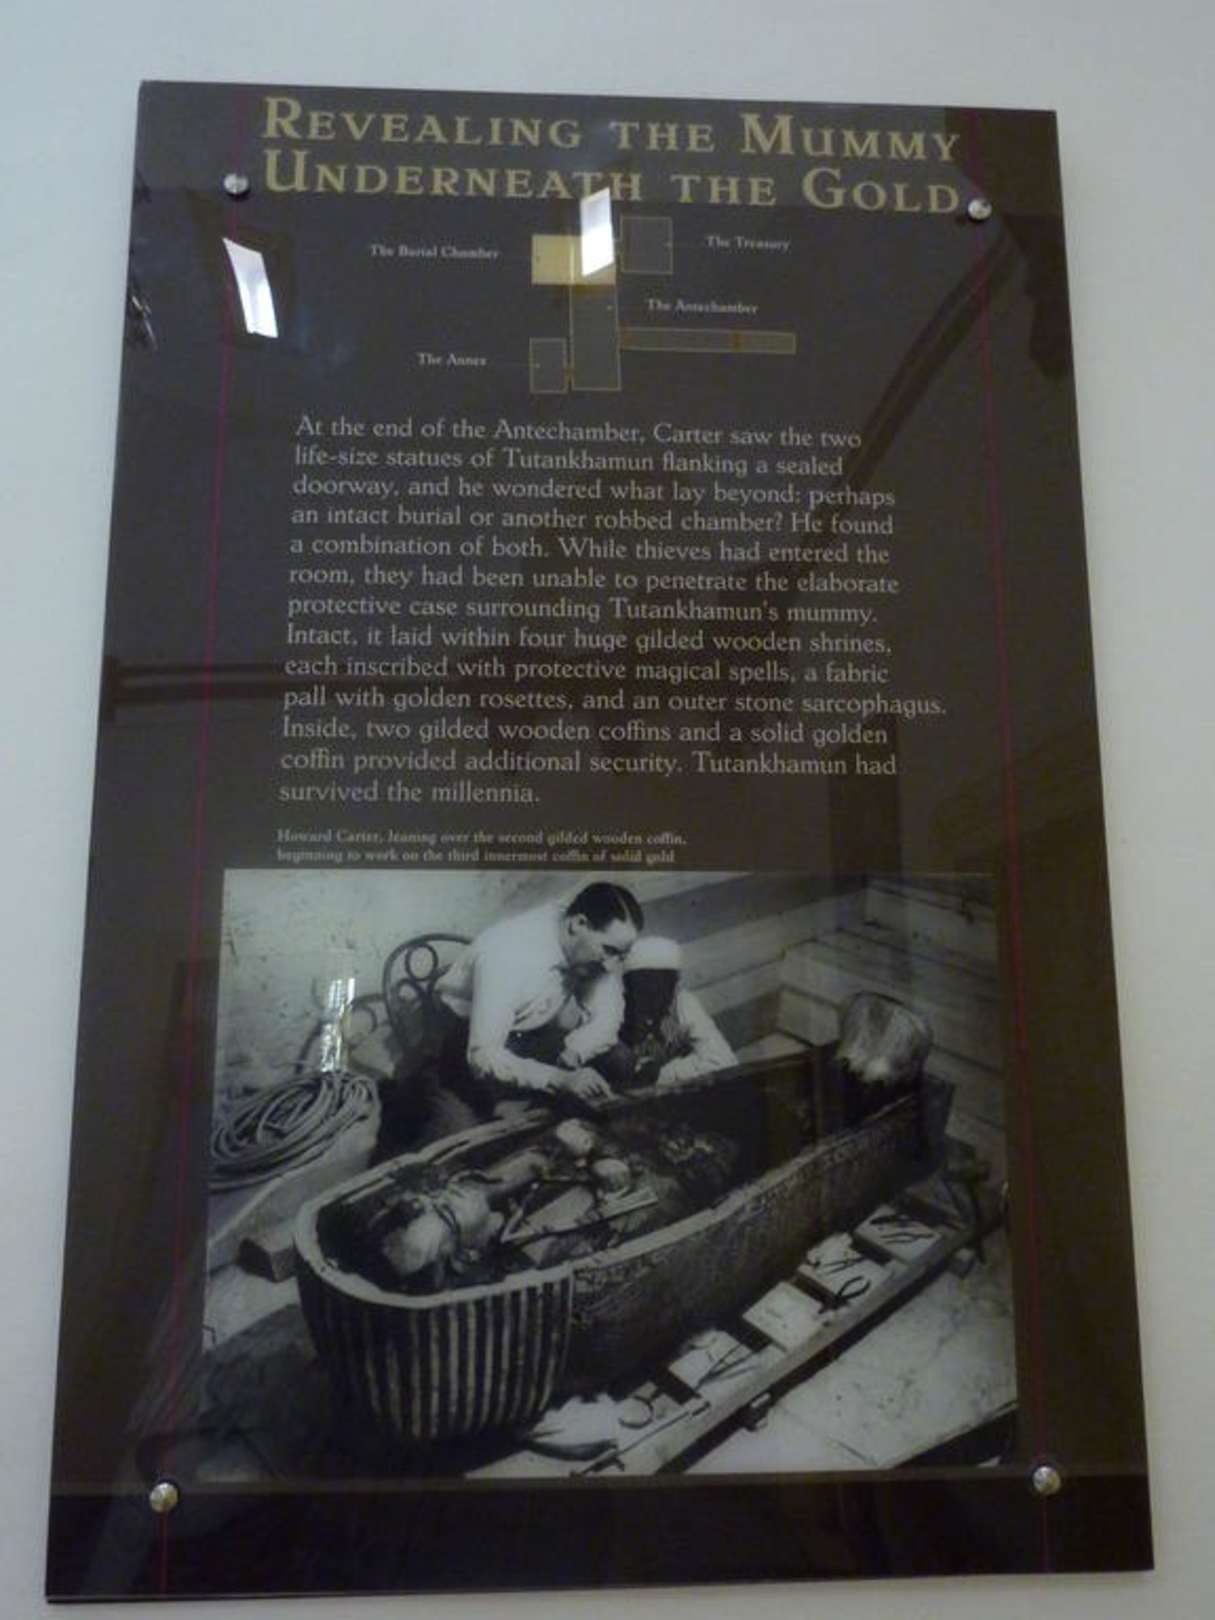 REVEALING THE MUMMY
UNDERNEATH THE GOLD
The Burial Chamber
The Treasury
The Antechamber
The Annex
At the end of the Antechamber, Carter saw the two
life-size statues of Tutankhamun flanking a sealed
doorway, and he wondered what lay beyond: perhaps
an intact burial or another robbed chamber? He found
a combination of both. While thieves had entered the
room, they had been unable to penetrate the elaborate
protective case surrounding Tutankhamun's mummy.
Intact, it laid within four huge gilded wooden shrines,
each inscribed with protective magical spells, a fabric
pall with golden rosettes, and an outer stone sarcophagus.
Inside, two gilded wooden coffins and a solid golden
coffin provided additional security. Tutankhamun had
survived the millennia.
Howard Carter, leaning over the second gilded wooden coffin,
beginning to work on the third innermost coffin of solid gold